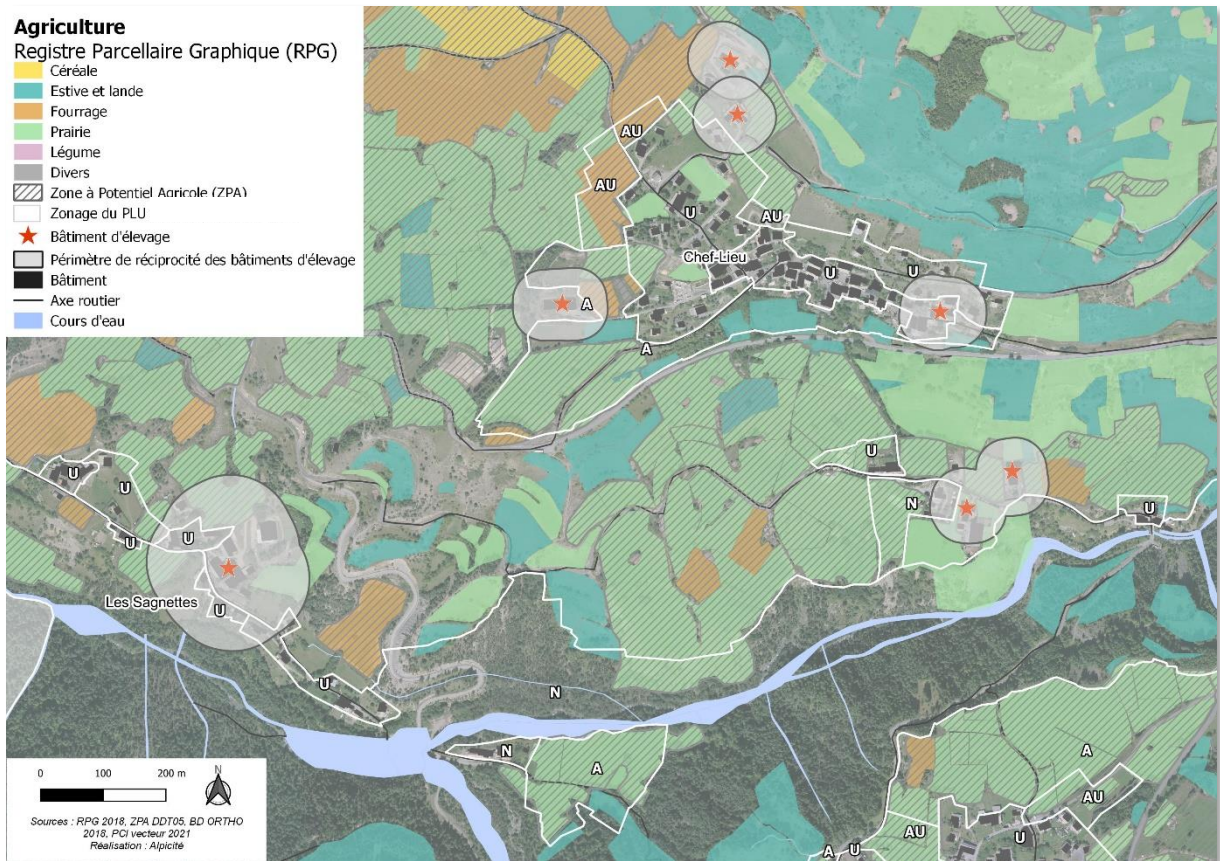 Agriculture
Registre Parcellaire Graphique (RPG)
Céréale
Estive et lande
Fourrage
Prairie
Légume
Divers
Zone à Potentiel Agricole (ZPA)
Zonage du PLU
Bâtiment d'élevage
Périmètre de réciprocité des bâtiments d'élevage
Bâtiment
Axe routier
Cours d'eau
AU
AU
U
AU
Chef-Lieu
U
U
A
A
U
N
U
U
U
U
U
Les Sagnettes
U
U
N
N
A
A
AU
AU
U
A
U
0 100 200 m
N
Sources : RPG 2018, ZPA DDT05, BD ORTHO
2018, PCI vecteur 2021
Réalisation : Alpicité